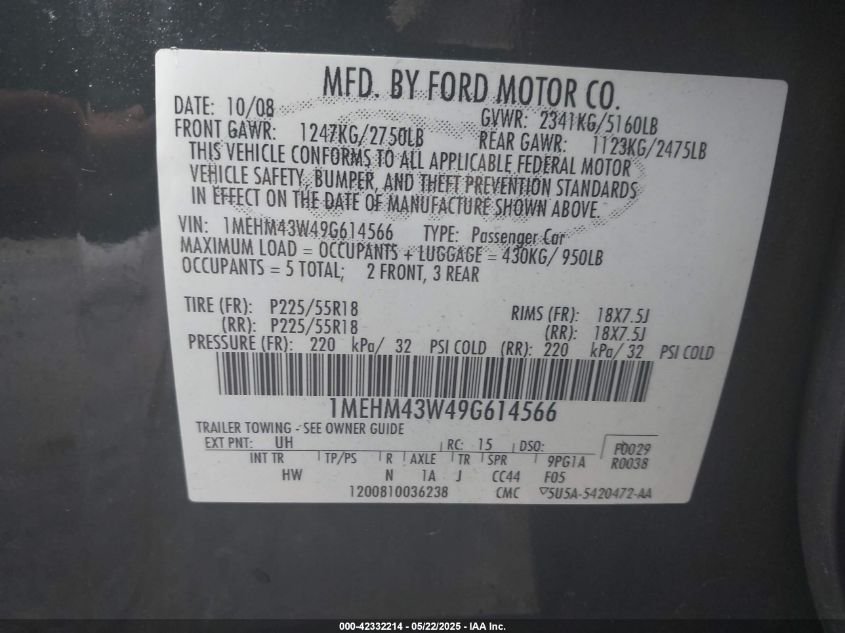 MFD. BY FORD MOTOR CO.
DATE: 10/08 GVWR: 2341KG/5160LB
FRONT GAWR: 1247KG/2750LB REAR GAWR: 1123KG/2475LB
THIS VEHICLE CONFORMS TO ALL APPLICABLE FEDERAL MOTOR
VEHICLE SAFETY, BUMPER, AND THEFT PREVENTION STANDARDS
IN EFFECT ON THE DATE OF MANUFACTURE SHOWN ABOVE.
VIN: 1MEHM43W49G614566 TYPE: Passenger Car
MAXIMUM LOAD = OCCUPANTS + LUGGAGE = 430KG/ 950LB
OCCUPANTS = 5 TOTAL; 2 FRONT, 3 REAR
TIRE (FR): P225/55R18 RIMS (FR): 18X7.5J
(RR): P225/55R18 (RR): 18X7.5J
PRESSURE (FR): 220 kPa/ 32 PSI COLD (RR): 220 kPa/ 32 PSI COLD
1MEHM43W49G614566
TRAILER TOWING - SEE OWNER GUIDE
EXT PNT: UH RC: 15 DSO: F0029
INT TR TP/PS R AXLE TR SPR 9PG1A R0038
HW N 1A J CC44 F05
1200810036238 CMC ▽5U5A-5420472-AA
000-42332214 - 05/22/2025 - IAA Inc.